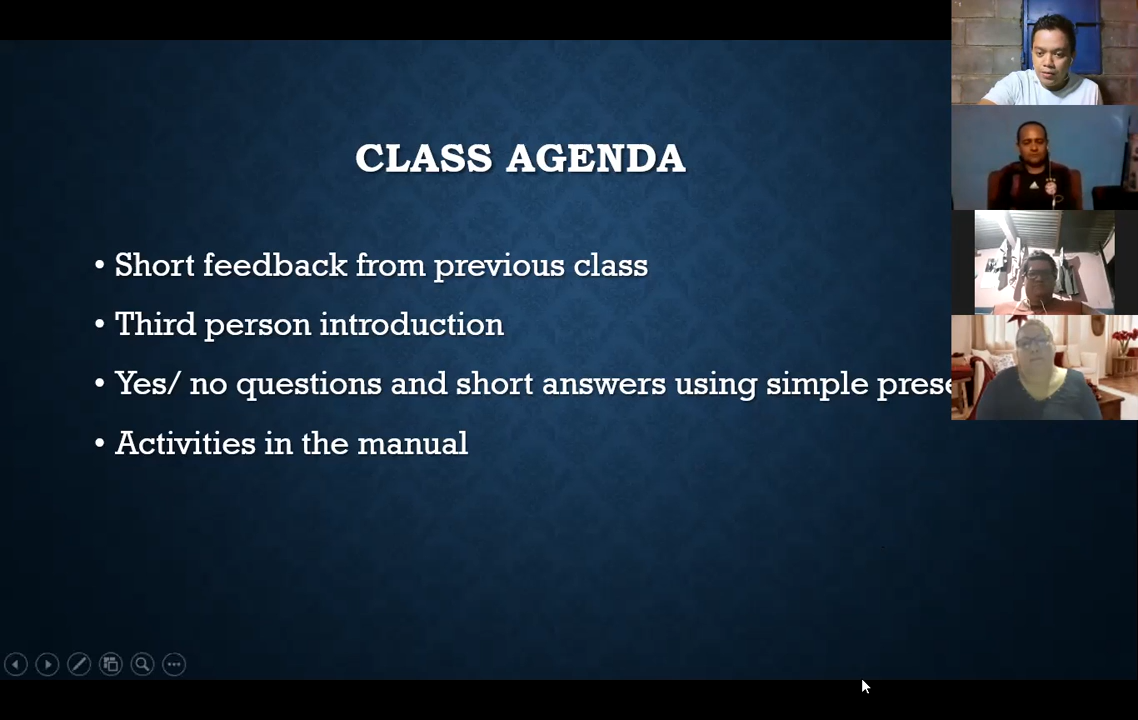 CLASS AGENDA
• Short feedback from previous class
• Third person introduction
• Yes/ no questions and short answers using simple prese
• Activities in the manual